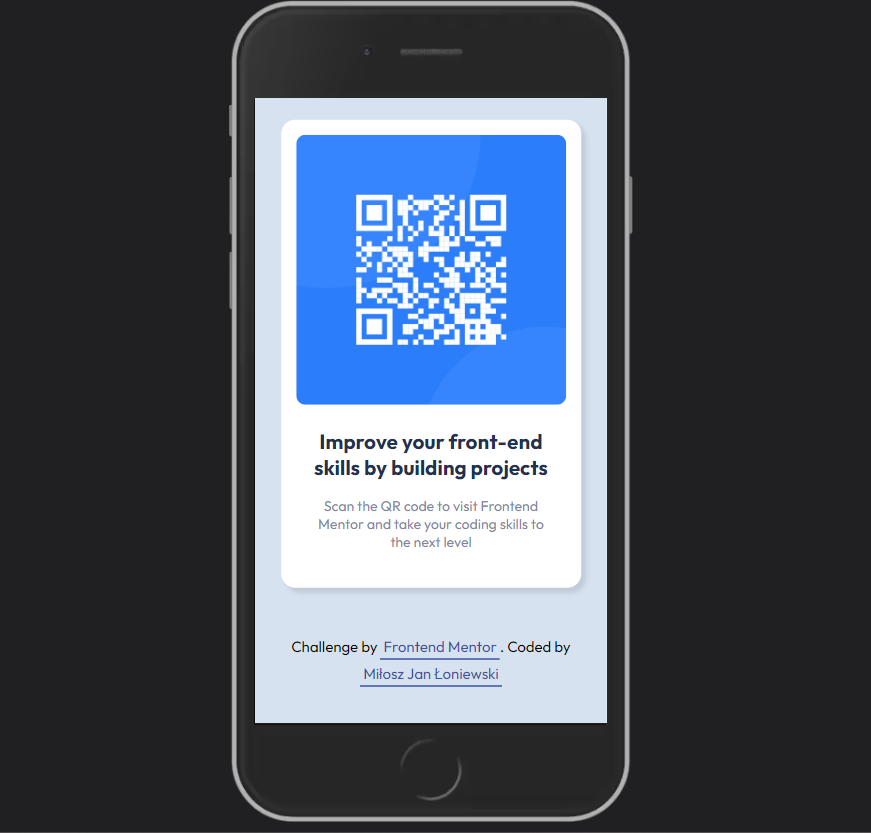 Improve your front-end
skills by building projects
Scan the QR code to visit Frontend
Mentor and take your coding skills to
the next level
Challenge by Frontend Mentor . Coded by
Miłosz Jan Łoniewski